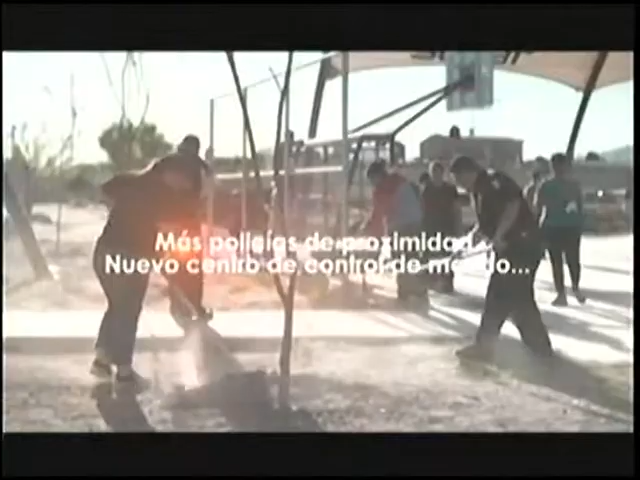 Más policías de proximidad
Nuevo centro de control de mando...